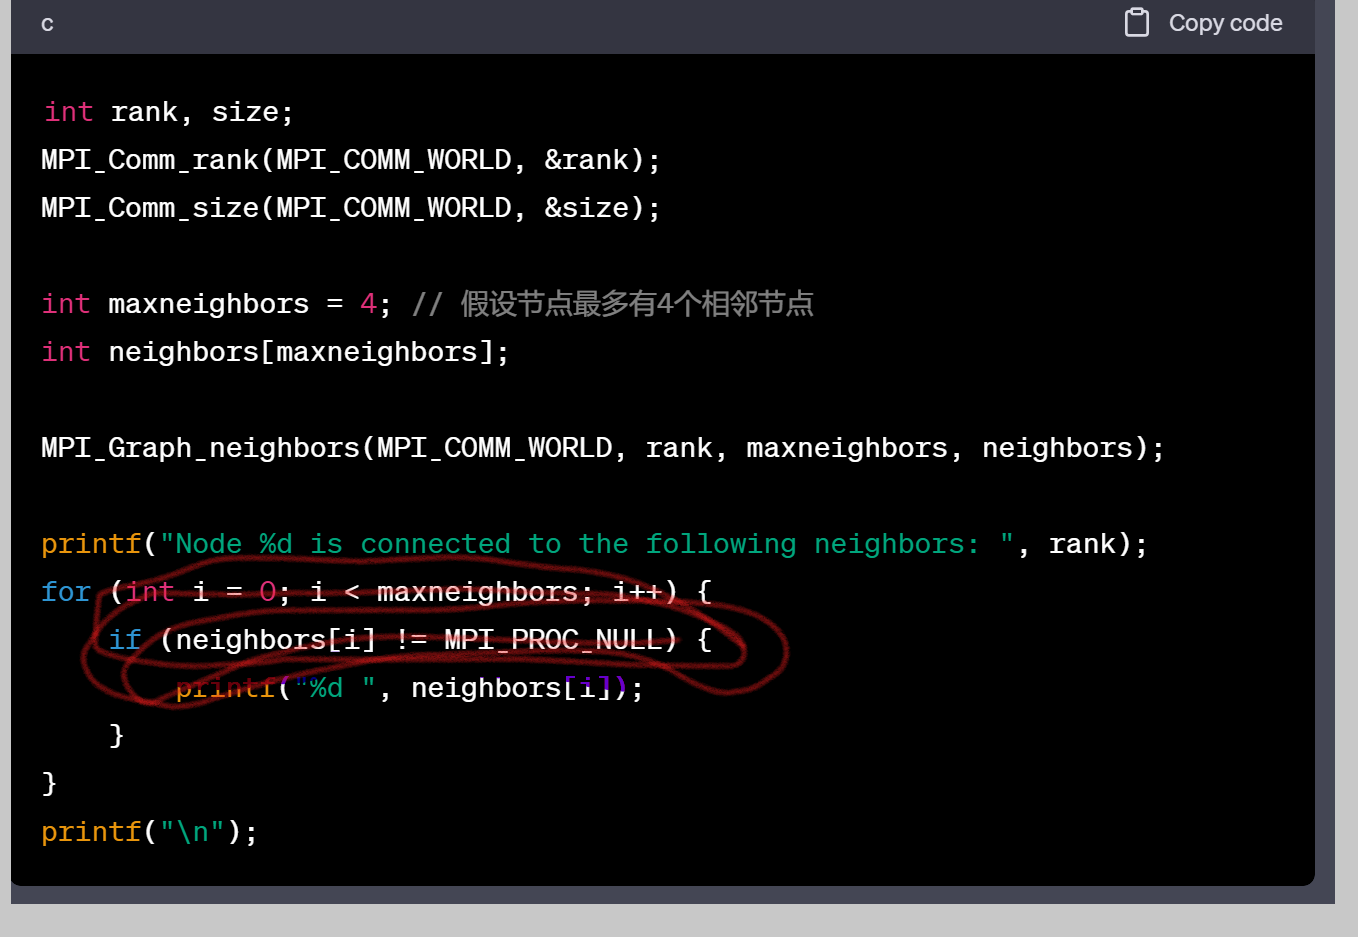 c
Copy code
int rank, size;
MPI_Comm_rank(MPI_COMM_WORLD, &rank);
MPI_Comm_size(MPI_COMM_WORLD, &size);
int maxneighbors = 4; // 假设节点最多有4个相邻节点
int neighbors[maxneighbors];
MPI_Graph_neighbors(MPI_COMM_WORLD, rank, maxneighbors, neighbors);
printf("Node %d is connected to the following neighbors: ", rank);
for (int i = 0; i < maxneighbors; i++) {
if (neighbors[i] != MPI_PROC_NULL) {
printf("%d ", neighbors[i]);
}
}
printf("\n");